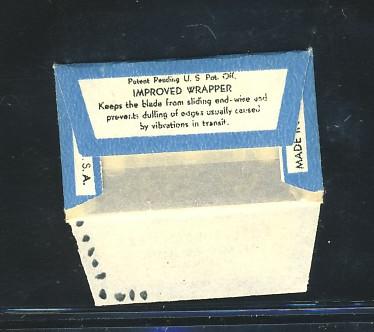 Patent Pending U. S. Pat. Off.
IMPROVED WRAPPER
Keeps the blade from sliding end-wise and
prevents dulling of edges usually caused
by vibrations in transit.
S.A.
MADE IN